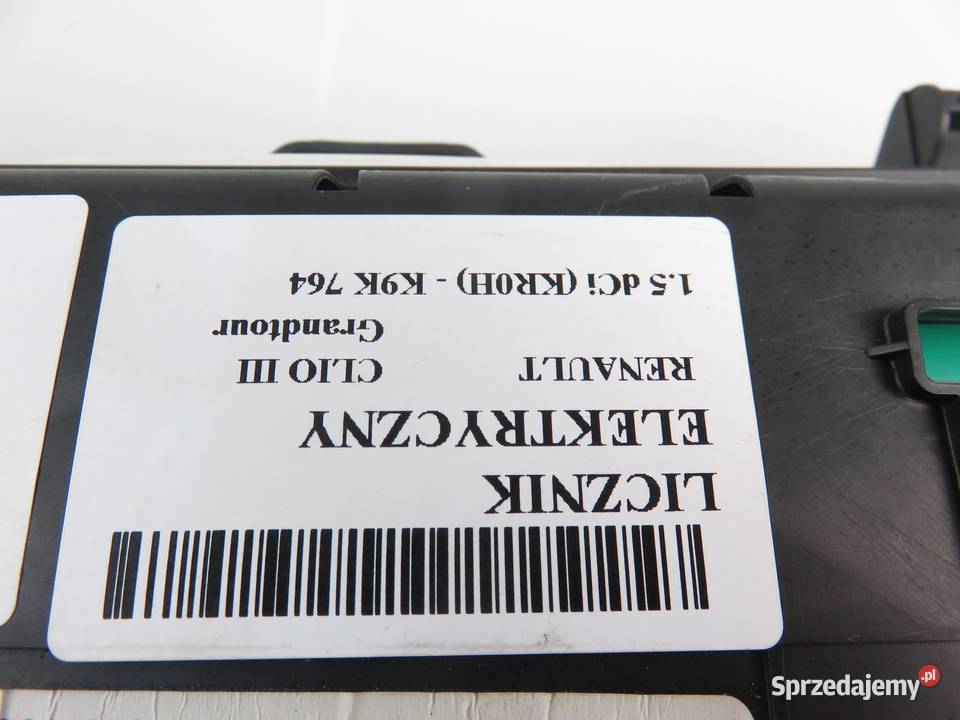 LICZNIK
ELEKTRYCZNY
RENAULT CLIO III
Grandtour
1.5 dCi (KR0H) - K9K 764
Sprzedajemy.pl